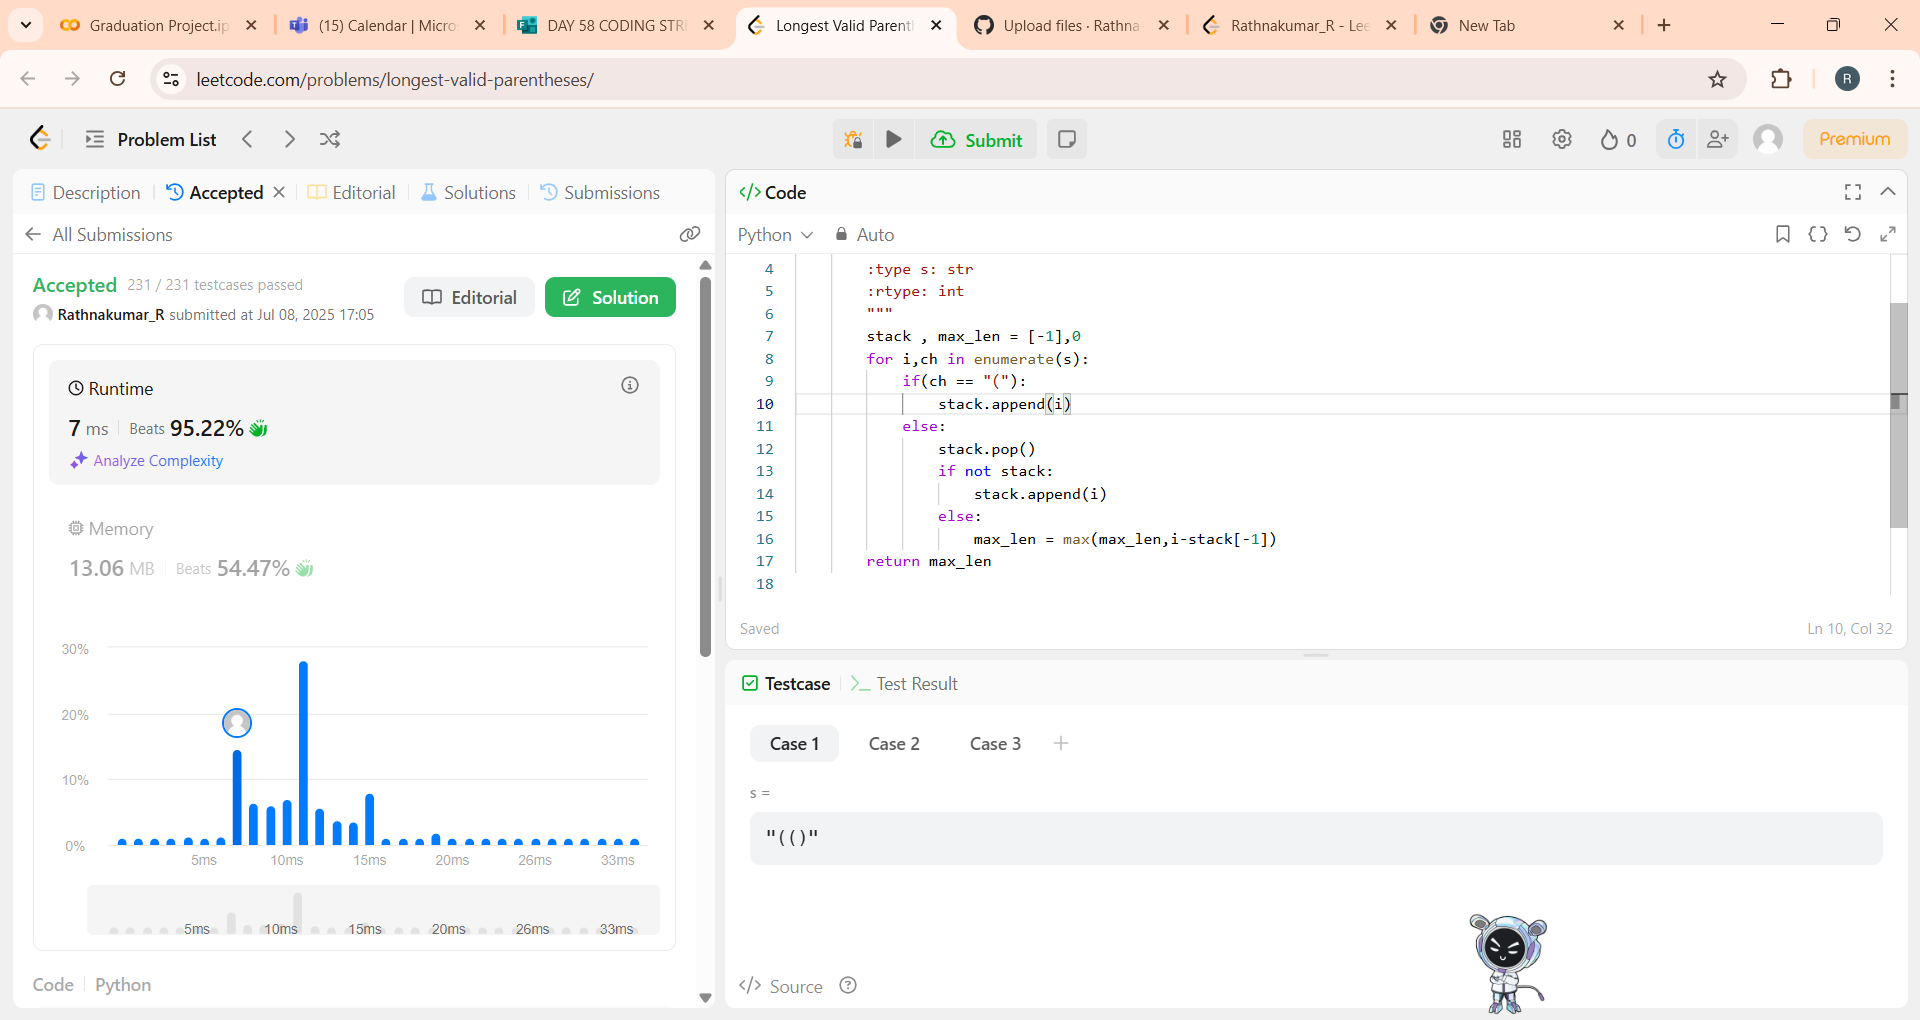 Graduation Project.ip
(15) Calendar | Micro
DAY 58 CODING STR
Longest Valid Parent
Upload files · Rathna
Rathnakumar_R - Lee
New Tab
leetcode.com/problems/longest-valid-parentheses/
R
Problem List
Submit
0
Premium
Description
Accepted
Editorial
Solutions
Submissions
All Submissions
Accepted 231 / 231 testcases passed
Rathnakumar_R submitted at Jul 08, 2025 17:05
Editorial
Solution
Runtime
7 ms Beats 95.22%
Analyze Complexity
Memory
13.06 MB Beats 54.47%
30%
20%
10%
0%
5ms 10ms 15ms 20ms 26ms 33ms
5ms 10ms 15ms 20ms 26ms 33ms
Code Python
</> Code
Python Auto
4 :type s: str
5 :rtype: int
6 """
7 stack , max_len = [-1],0
8 for i,ch in enumerate(s):
9 if(ch == "("):
10 stack.append(i)
11 else:
12 stack.pop()
13 if not stack:
14 stack.append(i)
15 else:
16 max_len = max(max_len,i-stack[-1])
17 return max_len
18
Saved
Ln 10, Col 32
Testcase
Test Result
Case 1 Case 2 Case 3 +
s =
"(()"
</> Source ?